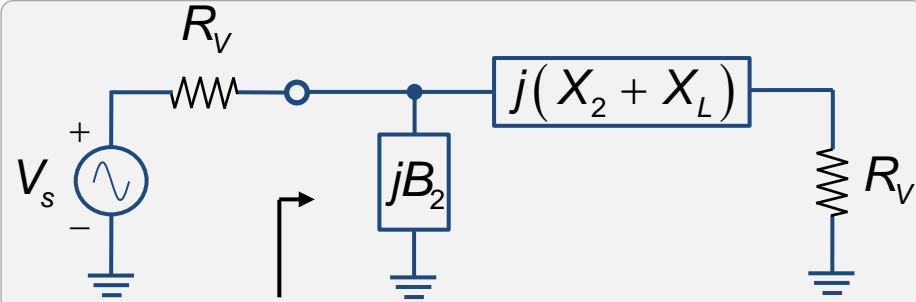 R_V
j(X_2 + X_L)
+
V_s
−
jB_2
R_V